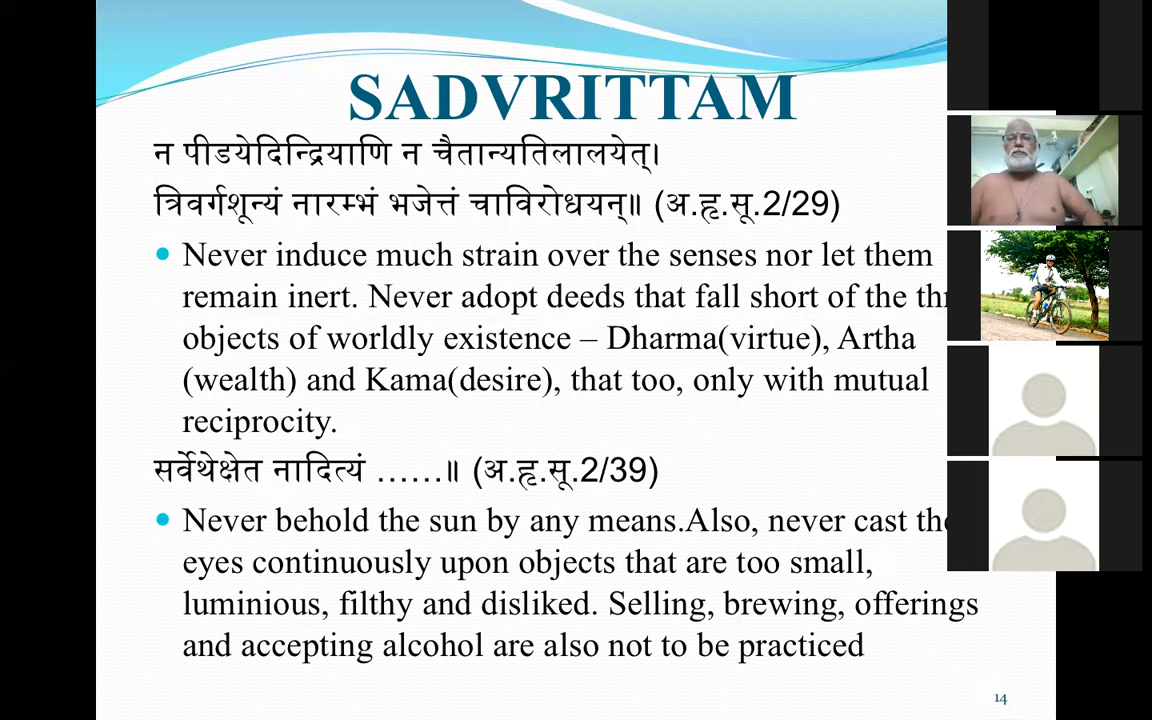 SADVRITTAM
न पीडयेदिन्द्रियाणि न चैतान्यतिलालयेत्।
त्रिवर्गशून्यं नारम्भं भजेत्तं चाविरोधयन्॥ (अ.हृ.सू.2/29)
Never induce much strain over the senses nor let them
remain inert. Never adopt deeds that fall short of the
objects of worldly existence – Dharma(virtue), Artha
(wealth) and Kama(desire), that too, only with mutual
reciprocity.
सर्वेथेक्षेत नादित्यं ......॥ (अ.हृ.सू.2/39)
Never behold the sun by any means.Also, never cast
eyes continuously upon objects that are too small,
luminious, filthy and disliked. Selling, brewing, offerings
and accepting alcohol are also not to be practiced
14